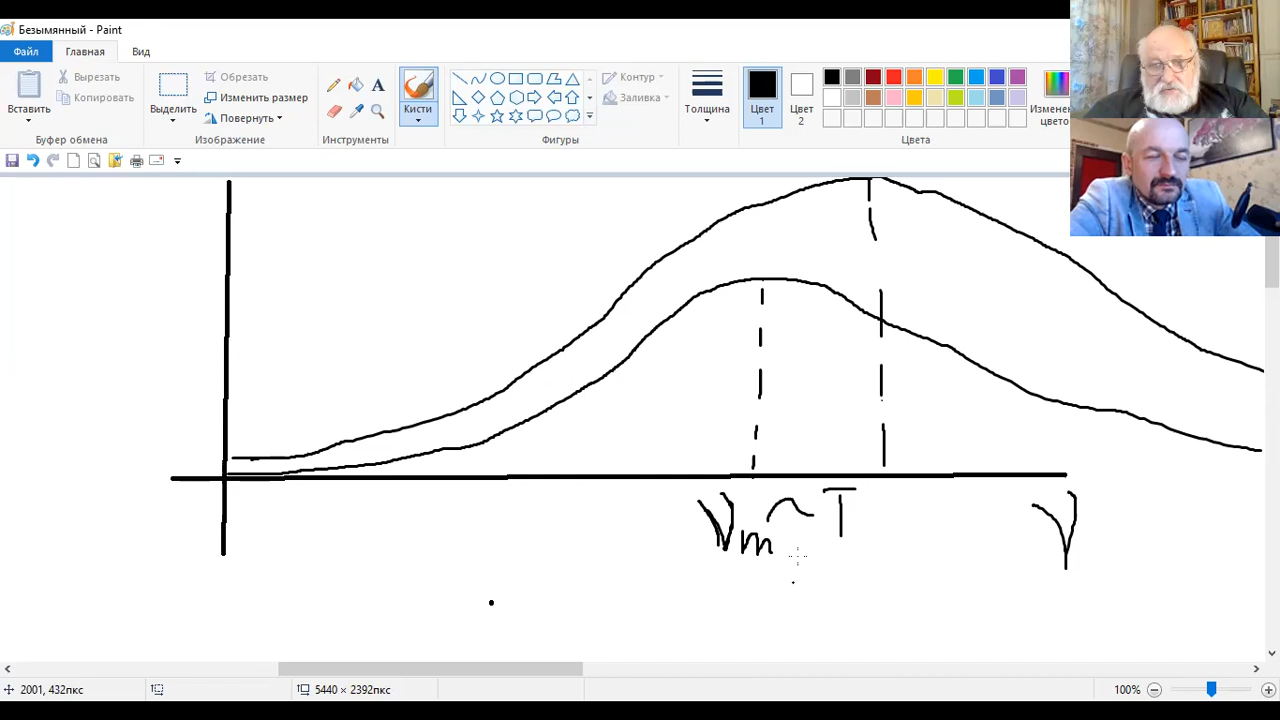 Безымянный - Paint
Файл Главная Вид
Вставить
Вырезать
Копировать
Буфер обмена
Выделить
Обрезать
Изменить размер
Повернуть
Изображение
Инструменты
Кисти
Контур
Заливка
Фигуры
Толщина
Цвет 1
Цвет 2
Цвета
νm ~ T
ν
2001, 432пкс
5440 × 2392пкс
100%